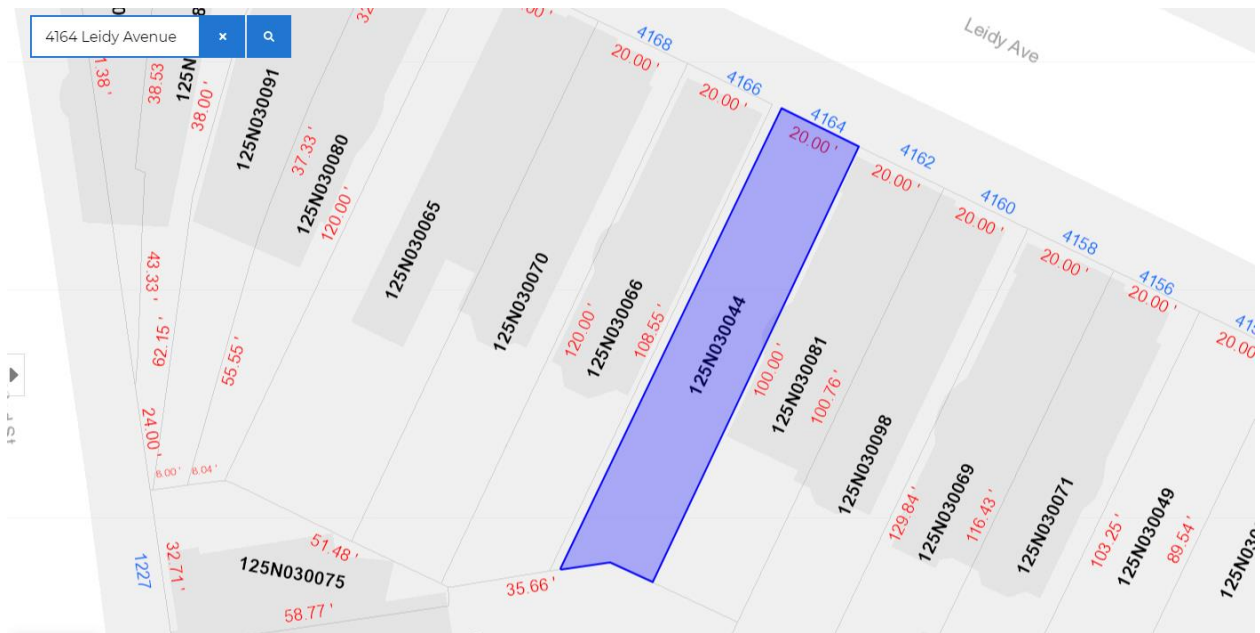 4164 Leidy Avenue
Leidy Ave
4168
20.00 '
4166
20.00 '
4164
20.00 '
4162
20.00 '
4160
20.00 '
4158
20.00 '
4156
20.00 '
20.00
38.53
38.00 '
125N030091
37.33 '
125N030080
120.00'
125N030065
125N030070
120.00 '
125N030066
108.55 '
125N030044
100.00'
125N030081
100.76 '
125N030098
129.84 '
125N030069
116.43 '
125N030071
103.25 '
125N030049
89.54 '
43.33 '
62.15 '
55.55'
24.00'
6.04 '
51.48'
35.66 '
1227
32.71 '
125N030075
58.77 '